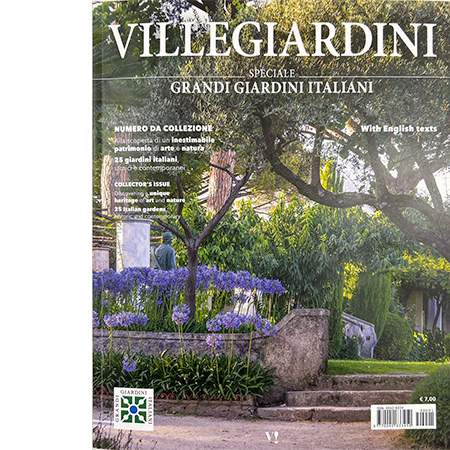 VILLEGIARDINI
SPECIALE
GRANDI GIARDINI ITALIANI
NUMERO DA COLLEZIONE
Alla scoperta di un inestimabile
patrimonio di arte e natura
25 giardini italiani,
storici e contemporanei
COLLECTOR'S ISSUE
Discovering a unique
heritage of art and nature
25 Italian gardens,
historic and contemporary
With English texts
GRANDI
GIARDINI
ITALIANI
€ 7,00
V!